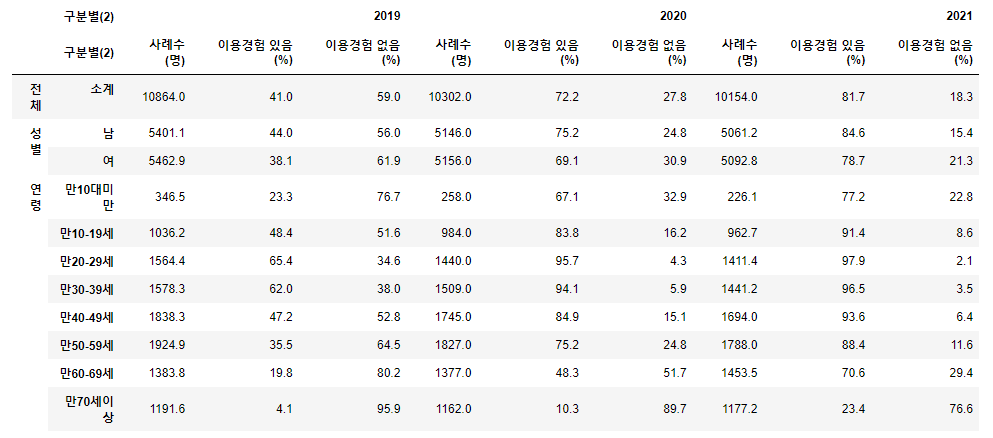 구분별(2) 2019 2020 2021
구분별(2) 사례수 이용경험 있음 이용경험 없음 사례수 이용경험 있음 이용경험 없음 사례수 이용경험 있음 이용경험 없음
(명) (%) (%) (명) (%) (%) (명) (%) (%)
전체 소계 10864.0 41.0 59.0 10302.0 72.2 27.8 10154.0 81.7 18.3
성별 남 5401.1 44.0 56.0 5146.0 75.2 24.8 5061.2 84.6 15.4
여 5462.9 38.1 61.9 5156.0 69.1 30.9 5092.8 78.7 21.3
연령 만10대미만 346.5 23.3 76.7 258.0 67.1 32.9 226.1 77.2 22.8
만10-19세 1036.2 48.4 51.6 984.0 83.8 16.2 962.7 91.4 8.6
만20-29세 1564.4 65.4 34.6 1440.0 95.7 4.3 1411.4 97.9 2.1
만30-39세 1578.3 62.0 38.0 1509.0 94.1 5.9 1441.2 96.5 3.5
만40-49세 1838.3 47.2 52.8 1745.0 84.9 15.1 1694.0 93.6 6.4
만50-59세 1924.9 35.5 64.5 1827.0 75.2 24.8 1788.0 88.4 11.6
만60-69세 1383.8 19.8 80.2 1377.0 48.3 51.7 1453.5 70.6 29.4
만70세이상 1191.6 4.1 95.9 1162.0 10.3 89.7 1177.2 23.4 76.6